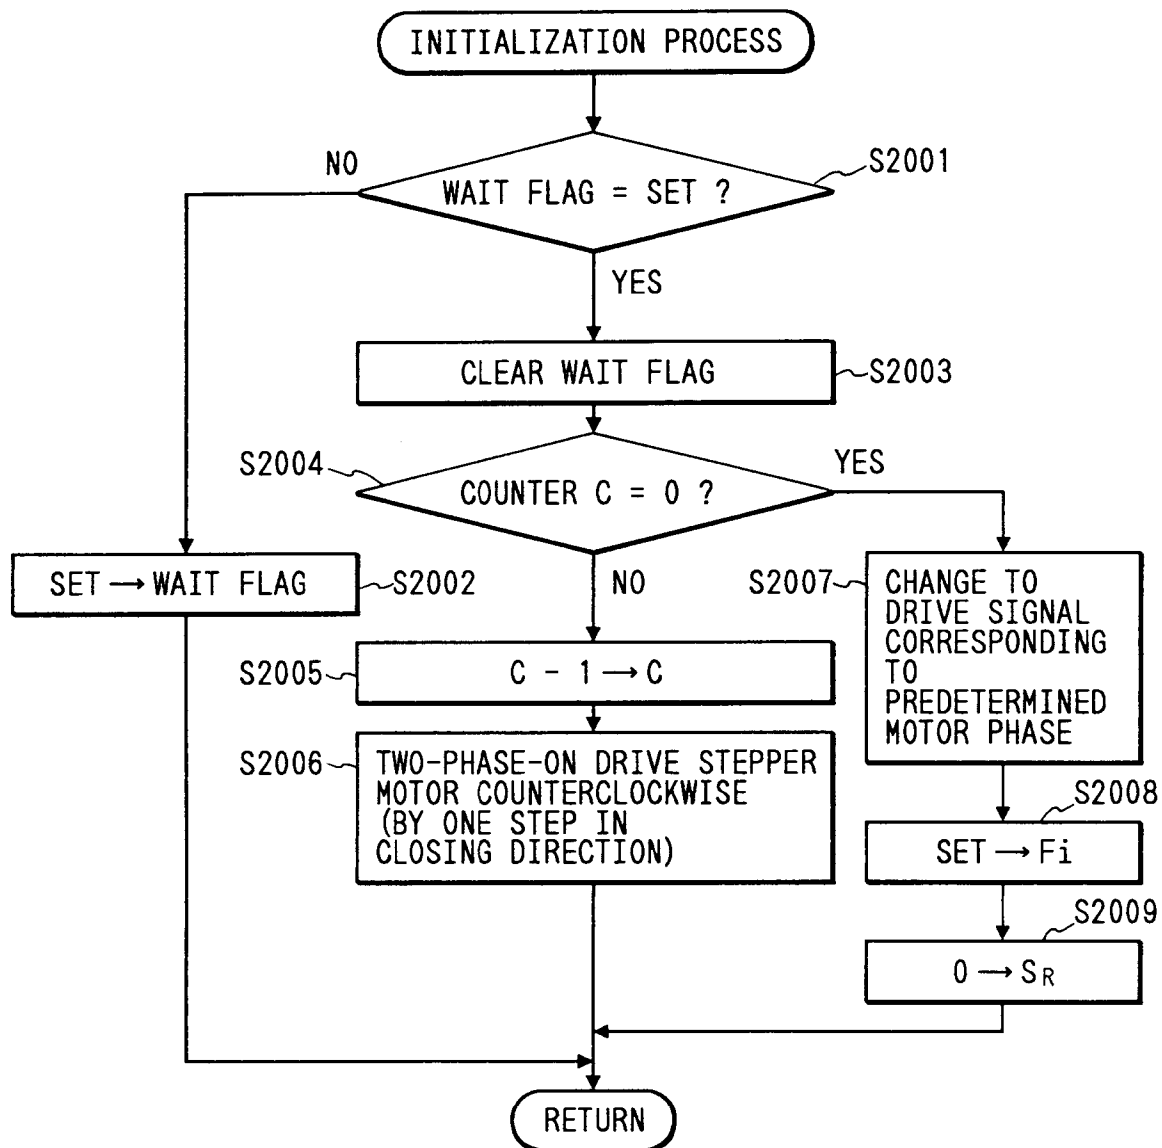 INITIALIZATION PROCESS
NO
S2001
WAIT FLAG = SET ?
YES
CLEAR WAIT FLAG
S2003
S2004
YES
COUNTER C = 0 ?
SET → WAIT FLAG
S2002
NO
S2007
CHANGE TO
DRIVE SIGNAL
CORRESPONDING
TO
PREDETERMINED
MOTOR PHASE
S2005
C - 1 → C
S2006
TWO-PHASE-ON DRIVE STEPPER
MOTOR COUNTERCLOCKWISE
(BY ONE STEP IN
CLOSING DIRECTION)
S2008
SET → Fi
S2009
0 → SR
RETURN